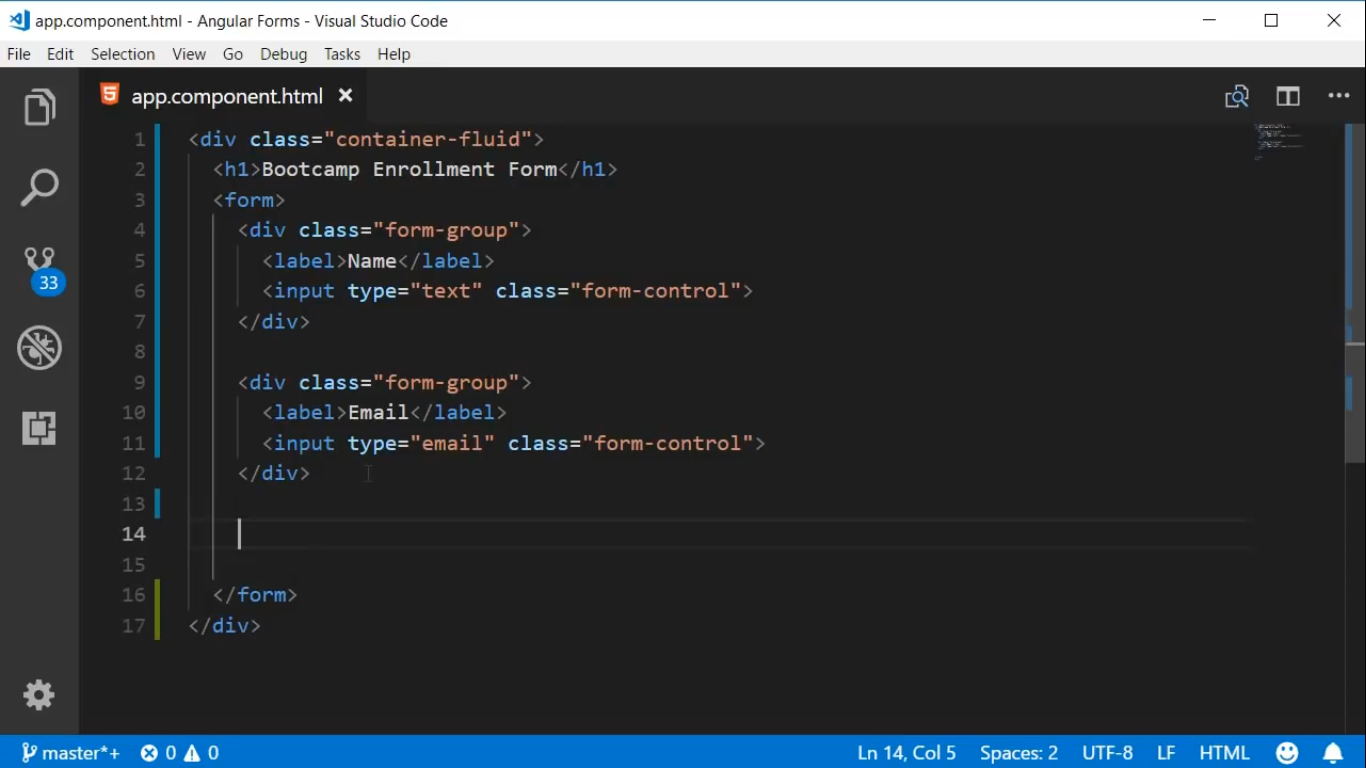 app.component.html - Angular Forms - Visual Studio Code
File Edit Selection View Go Debug Tasks Help
app.component.html
1 <div class="container-fluid">
2 <h1>Bootcamp Enrollment Form</h1>
3 <form>
4 <div class="form-group">
5 <label>Name</label>
6 <input type="text" class="form-control">
7 </div>
8
9 <div class="form-group">
10 <label>Email</label>
11 <input type="email" class="form-control">
12 </div>
13
14
15
16 </form>
17 </div>
33
master*+ 0 0 Ln 14, Col 5 Spaces: 2 UTF-8 LF HTML